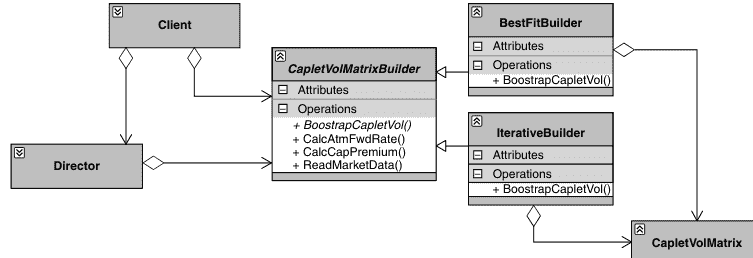 Client
Director
CapletVolMatrixBuilder
Attributes
Operations
+ BoostrapCapletVol()
+ CalcAtmFwdRate()
+ CalcCapPremium()
+ ReadMarketData()
BestFitBuilder
Attributes
Operations
+ BoostrapCapletVol()
IterativeBuilder
Attributes
Operations
+ BoostrapCapletVol()
CapletVolMatrix